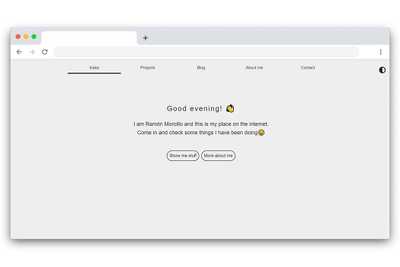 Index Projects Blog About me Contact
Good evening!
I am Ramón Morcillo and this is my place on the internet.
Come in and check some things I have been doing
Show me stuff More about me